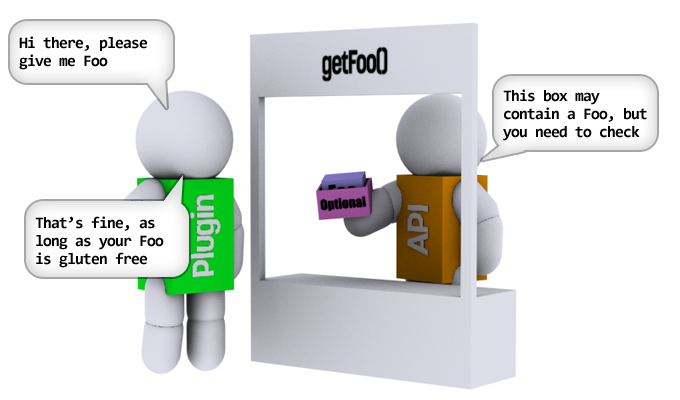 Hi there, please
give me Foo
getFoo()
This box may
contain a Foo, but
you need to check
Foo
Optional
That's fine, as
long as your Foo
is gluten free
Plugin
API